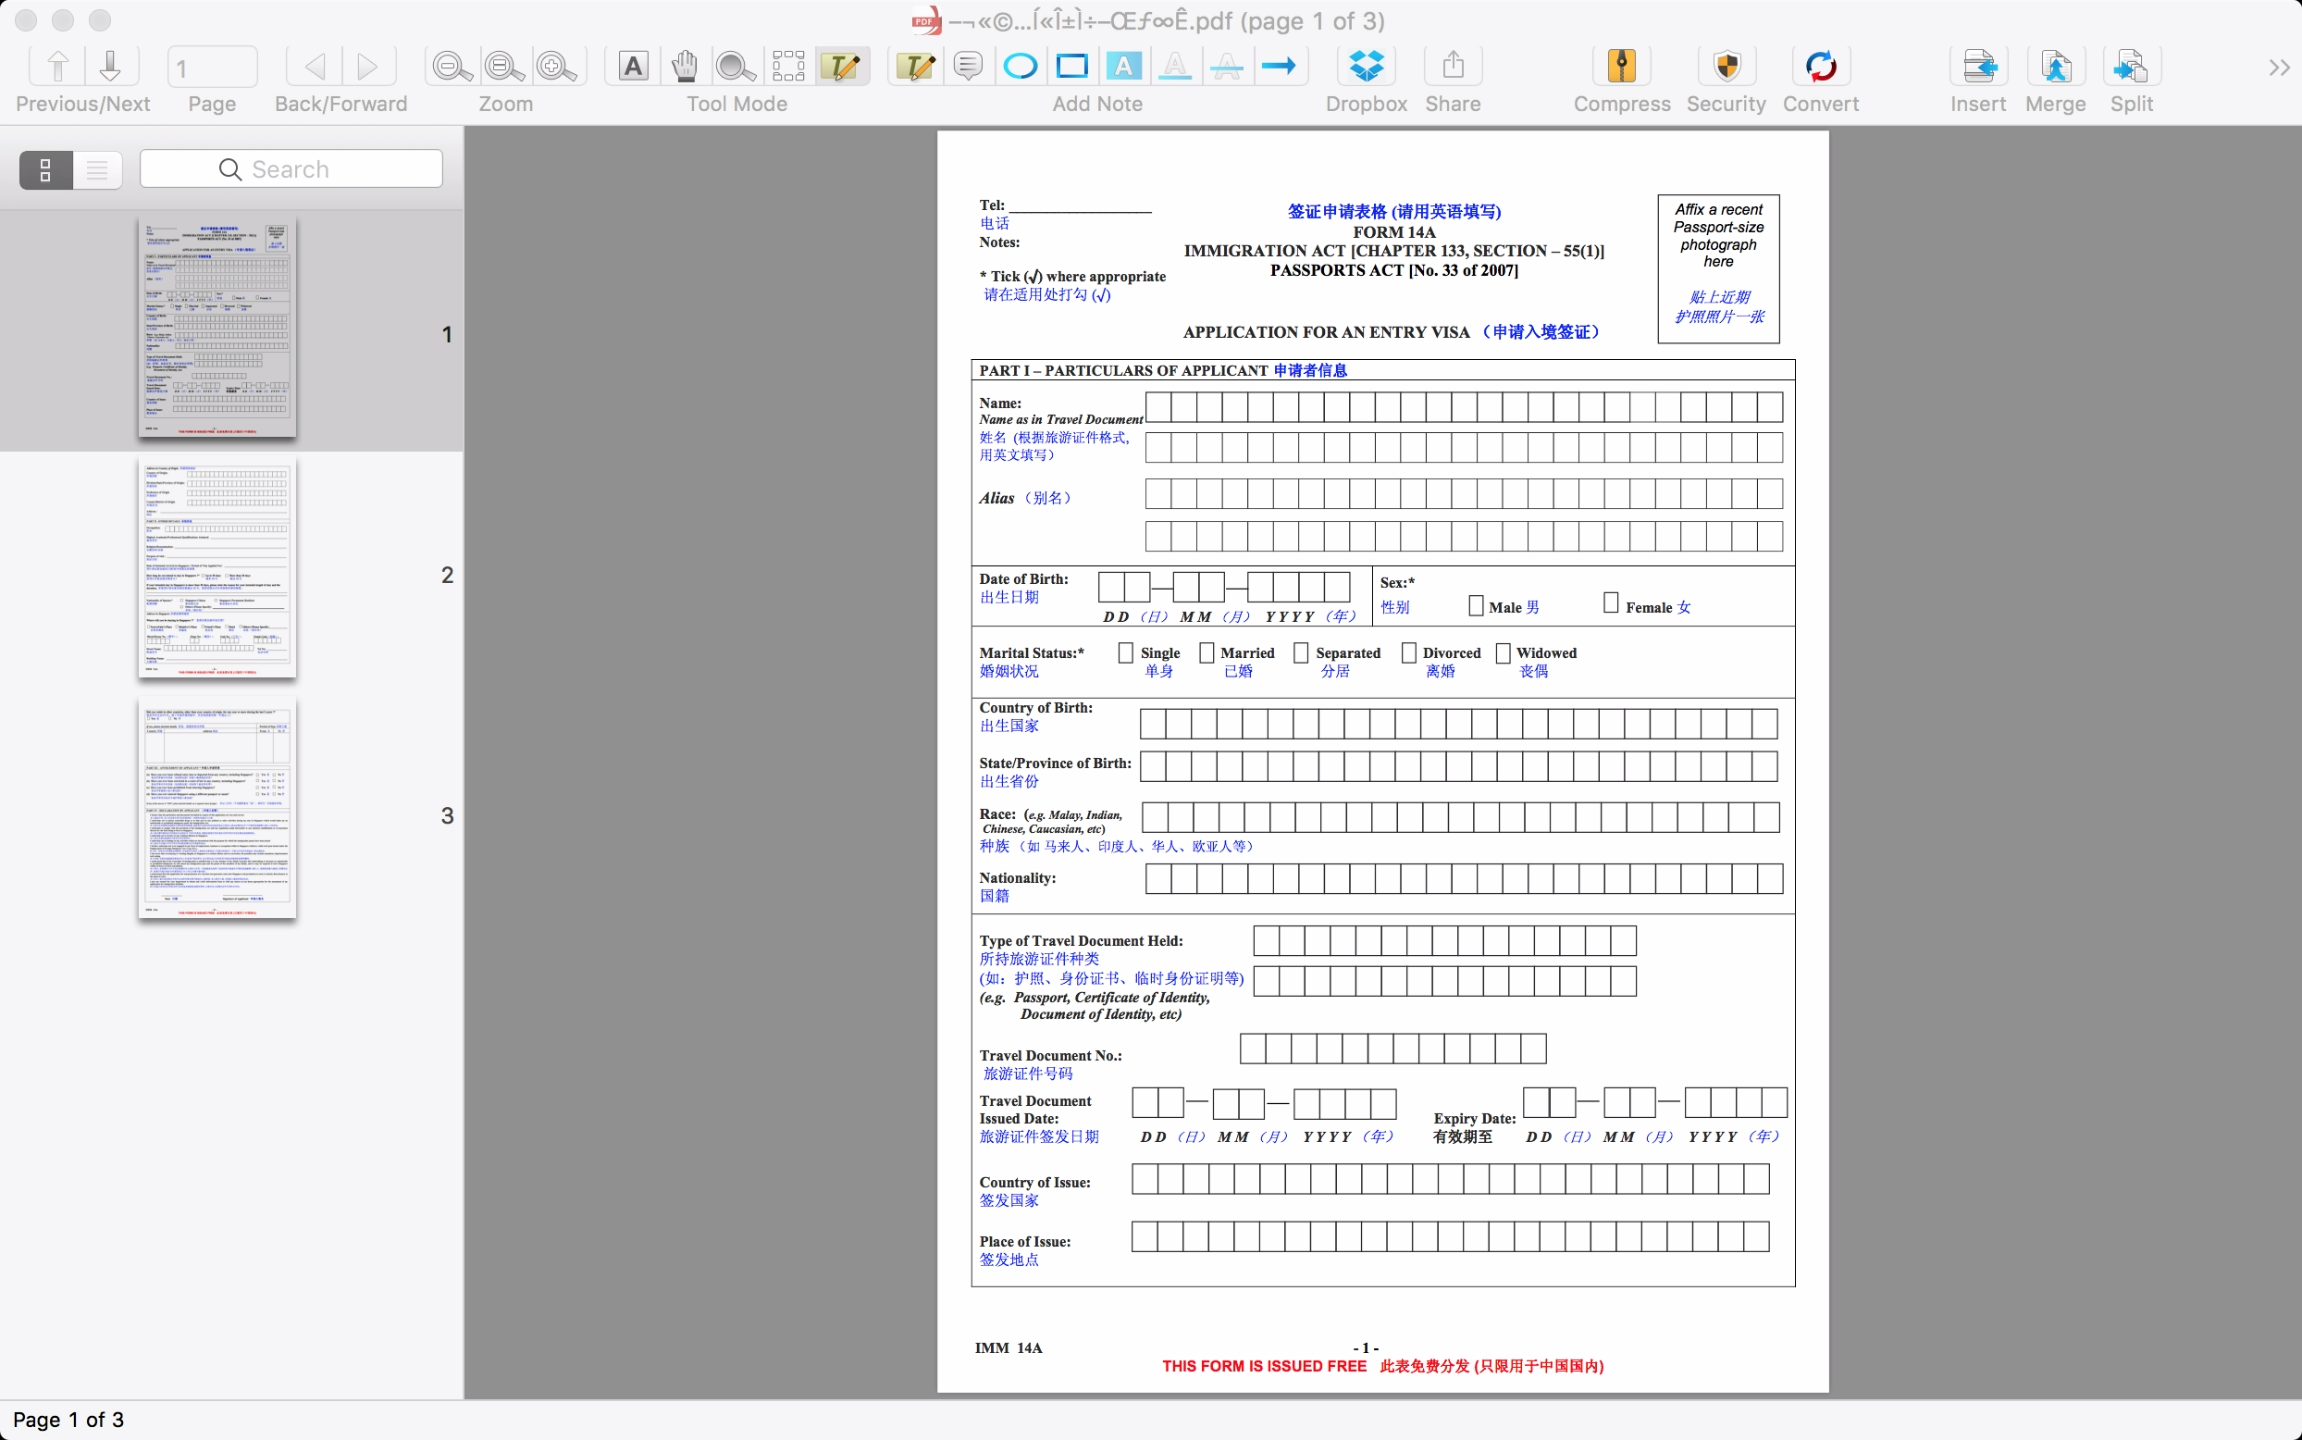 –¬«©…Í«Î±Ì÷–Œƒ∞Ê.pdf (page 1 of 3)
1
Previous/Next
Page
Back/Forward
Zoom
Tool Mode
Add Note
Dropbox
Share
Compress
Security
Convert
Insert
Merge
Split
Search
1
2
3
Tel:
电话
Notes:
* Tick (√) where appropriate
请在适用处打勾 (√)
签证申请表格 (请用英语填写)
FORM 14A
IMMIGRATION ACT [CHAPTER 133, SECTION – 55(1)]
PASSPORTS ACT [No. 33 of 2007]
APPLICATION FOR AN ENTRY VISA （申请入境签证）
Affix a recent
Passport-size
photograph
here
贴上近期
护照照片一张
PART I – PARTICULARS OF APPLICANT 申请者信息
Name:
Name as in Travel Document
姓名 (根据旅游证件格式,
用英文填写）
Alias （别名）
Date of Birth:
出生日期
D D （日） M M （月） Y Y Y Y （年）
Sex:*
性别
Male 男
Female 女
Marital Status:*
婚姻状况
Single
单身
Married
已婚
Separated
分居
Divorced
离婚
Widowed
丧偶
Country of Birth:
出生国家
State/Province of Birth:
出生省份
Race: (e.g. Malay, Indian,
Chinese, Caucasian, etc)
种族 （如 马来人、印度人、华人、欧亚人等）
Nationality:
国籍
Type of Travel Document Held:
所持旅游证件种类
(如：护照、身份证书、临时身份证明等)
(e.g. Passport, Certificate of Identity,
Document of Identity, etc)
Travel Document No.:
旅游证件号码
Travel Document
Issued Date:
旅游证件签发日期
D D （日） M M （月） Y Y Y Y （年）
Expiry Date:
有效期至
D D （日） M M （月） Y Y Y Y （年）
Country of Issue:
签发国家
Place of Issue:
签发地点
IMM 14A
- 1 -
THIS FORM IS ISSUED FREE 此表免费分发 (只限用于中国国内)
Page 1 of 3